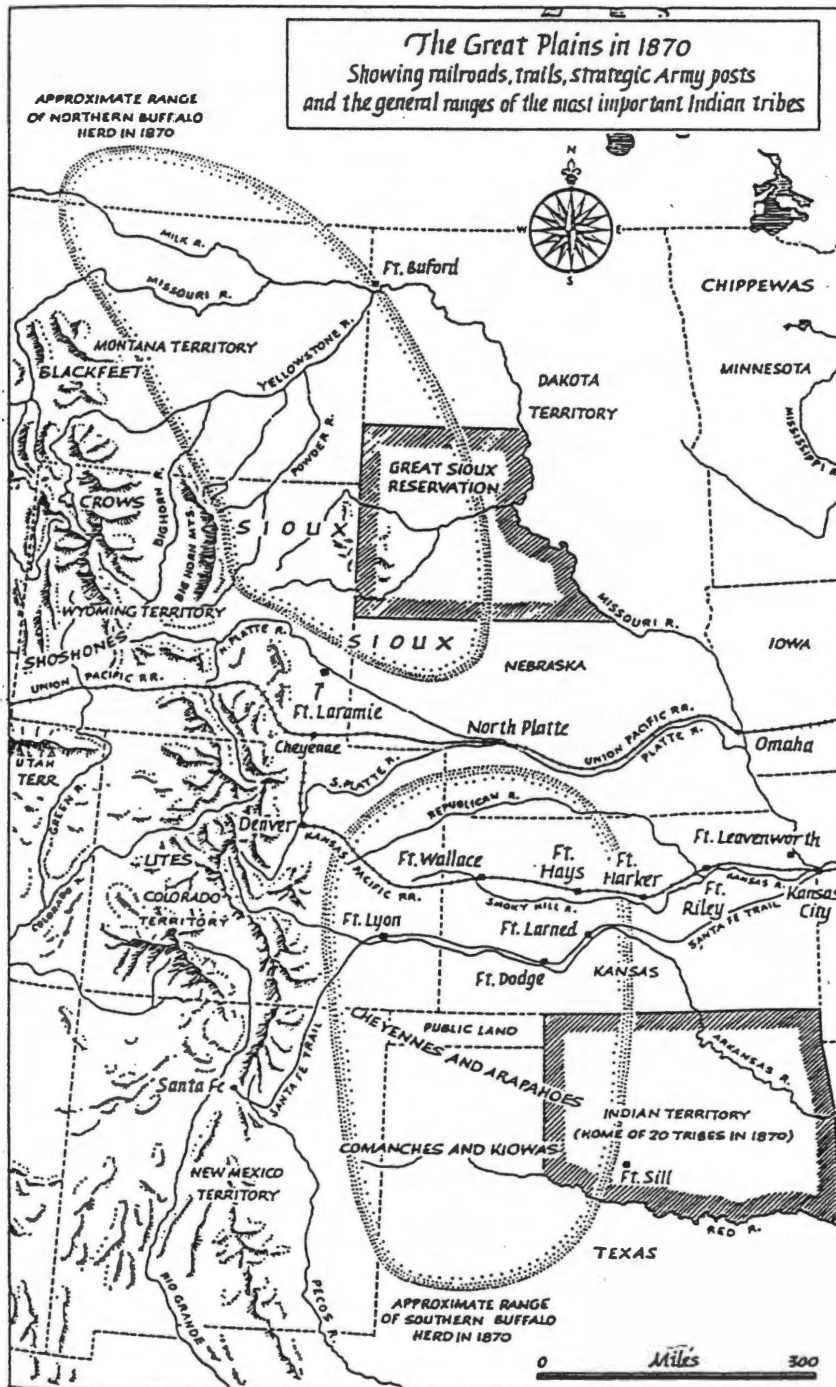 The Great Plains in 1870
Showing railroads, trails, strategic Army posts
and the general ranges of the most important Indian tribes
APPROXIMATE RANGE
OF NORTHERN BUFFALO
HERD IN 1870
N
W
E
S
MILK R.
Ft. Buford
MISSOURI R.
CHIPPEWAS
MONTANA TERRITORY
YELLOWSTONE R.
BLACKFEET
DAKOTA
TERRITORY
MINNESOTA
MISSISSIPPI R.
POWDER R.
GREAT SIOUX
RESERVATION
CROWS
BIGHORN R.
BIG HORN MTS.
SIOUX
WYOMING TERRITORY
MISSOURI R.
SHOSHONES
N. PLATTE R.
SIOUX
IOWA
NEBRASKA
UNION PACIFIC RR.
Ft. Laramie
North Platte
UNION PACIFIC RR.
PLATTE R.
Cheyenne
Omaha
UTAH
TERR.
GREEN R.
S. PLATTE R.
REPUBLICAN R.
Denver
KANSAS PACIFIC RR.
Ft. Leavenworth
UTES
Ft. Wallace
Ft.
Hays
Ft.
Harker
KANSAS R.
Kansas
City
COLORADO R.
COLORADO
TERRITORY
SMOKY HILL R.
Ft.
Riley
SANTA FE TRAIL
Ft. Lyon
Ft. Larned
Ft. Dodge
KANSAS
CHEYENNES AND ARAPAHOES
PUBLIC LAND
ARKANSAS R.
SANTA FE TRAIL
Santa Fe
INDIAN TERRITORY
(HOME OF 20 TRIBES IN 1870)
COMANCHES AND KIOWAS
Ft. Sill
NEW MEXICO
TERRITORY
RED R.
TEXAS
RIO GRANDE
PECOS R.
APPROXIMATE RANGE
OF SOUTHERN BUFFALO
HERD IN 1870
0 Miles 300